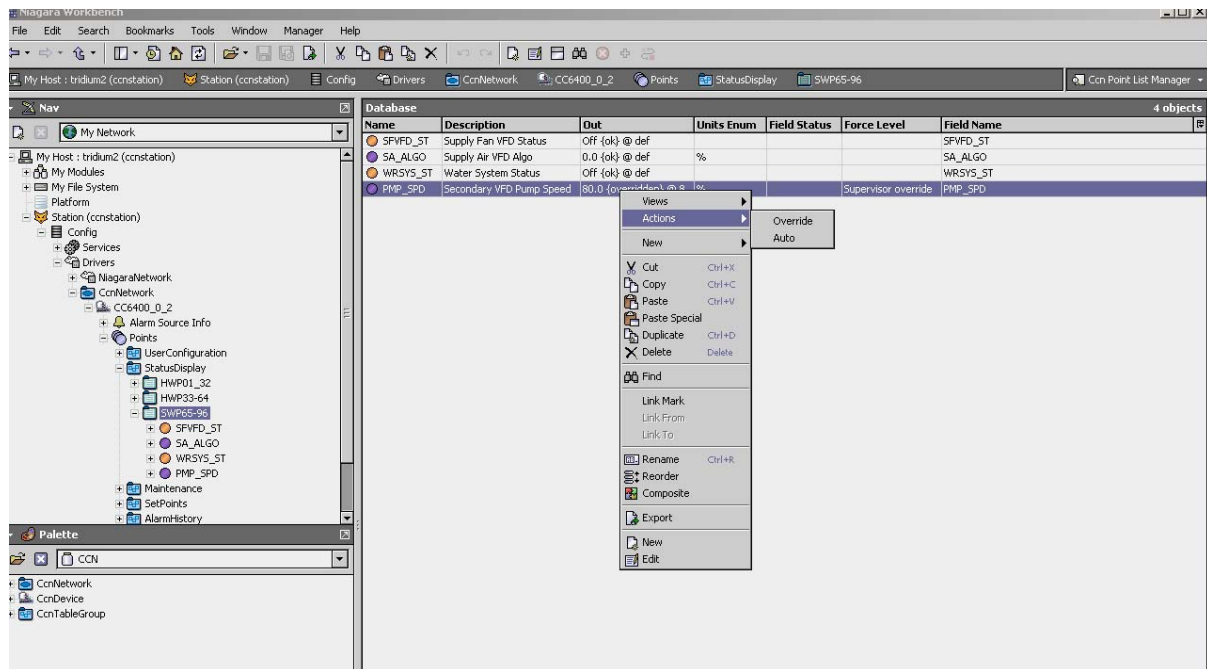 Niagara Workbench
File Edit Search Bookmarks Tools Window Manager Help
My Host : tridium2 (ccnstation) Station (ccnstation) Config Drivers CcnNetwork CC6400_0_2 Points StatusDisplay SWP65-96 Ccn Point List Manager
Nav
My Network
My Host : tridium2 (ccnstation)
My Modules
My File System
Platform
Station (ccnstation)
Config
Services
Drivers
NiagaraNetwork
CcnNetwork
CC6400_0_2
Alarm Source Info
Points
UserConfiguration
StatusDisplay
HWP01_32
HWP33-64
SWP65-96
SFVFD_ST
SA_ALGO
WRSYS_ST
PMP_SPD
Maintenance
SetPoints
AlarmHistory
Palette
CCN
CcnNetwork
CcnDevice
CcnTableGroup
Database 4 objects
Name Description Out Units Enum Field Status Force Level Field Name
SFVFD_ST Supply Fan VFD Status Off {ok} @ def SFVFD_ST
SA_ALGO Supply Air VFD Algo 0.0 {ok} @ def % SA_ALGO
WRSYS_ST Water System Status Off {ok} @ def WRSYS_ST
PMP_SPD Secondary VFD Pump Speed 80.0 {overridden} @ 8 % Supervisor override PMP_SPD
Views
Actions
New
Cut Ctrl+X
Copy Ctrl+C
Paste Ctrl+V
Paste Special
Duplicate Ctrl+D
Delete Delete
Find
Link Mark
Link From
Link To
Rename Ctrl+R
Reorder
Composite
Export
New
Edit
Override
Auto